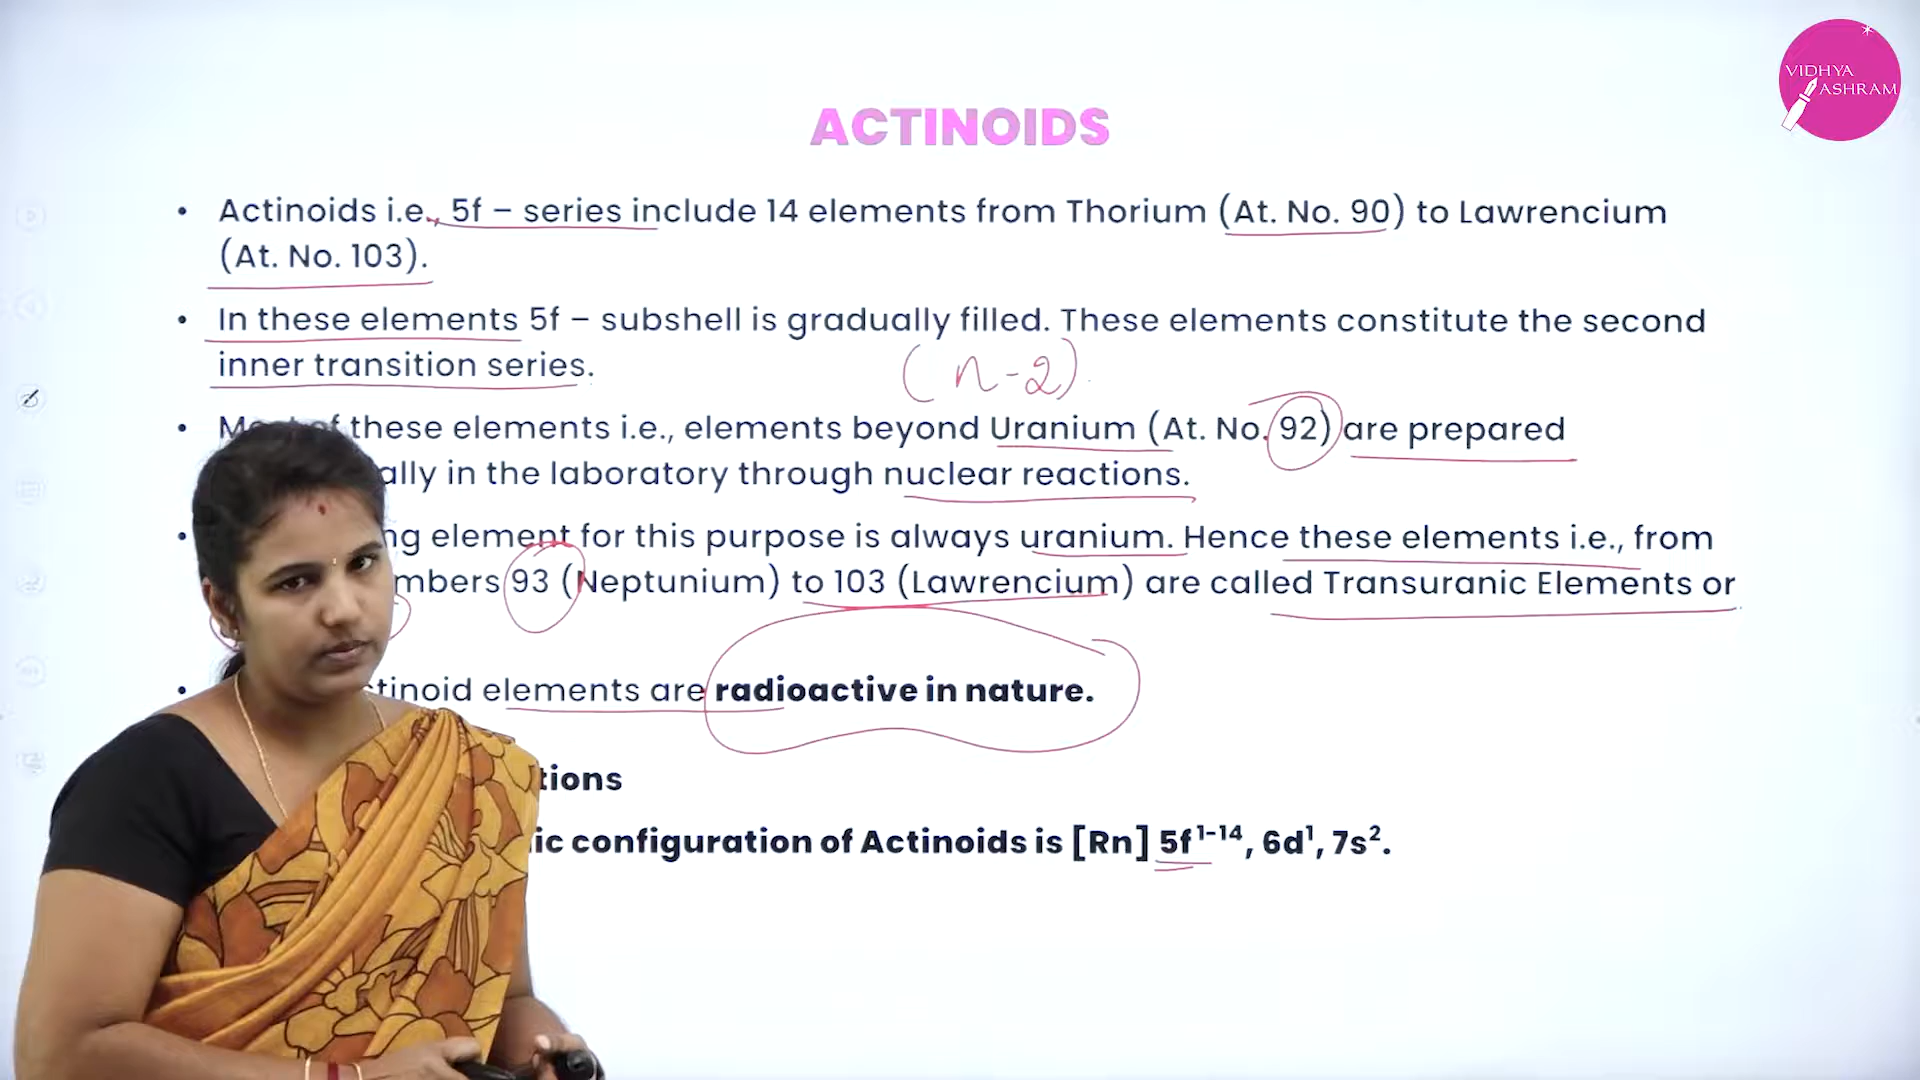 VIDHYA
ASHRAM
ACTINOIDS
• Actinoids i.e., 5f – series include 14 elements from Thorium (At. No. 90) to Lawrencium
(At. No. 103).
• In these elements 5f – subshell is gradually filled. These elements constitute the second
inner transition series.
(n-2)
• these elements i.e., elements beyond Uranium (At. No. 92) are prepared
ally in the laboratory through nuclear reactions.
• ng element for this purpose is always uranium. Hence these elements i.e., from
mbers 93 (Neptunium) to 103 (Lawrencium) are called Transuranic Elements or
• tinoid elements are radioactive in nature.
tions
ic configuration of Actinoids is [Rn] 5f¹⁻¹⁴, 6d¹, 7s².